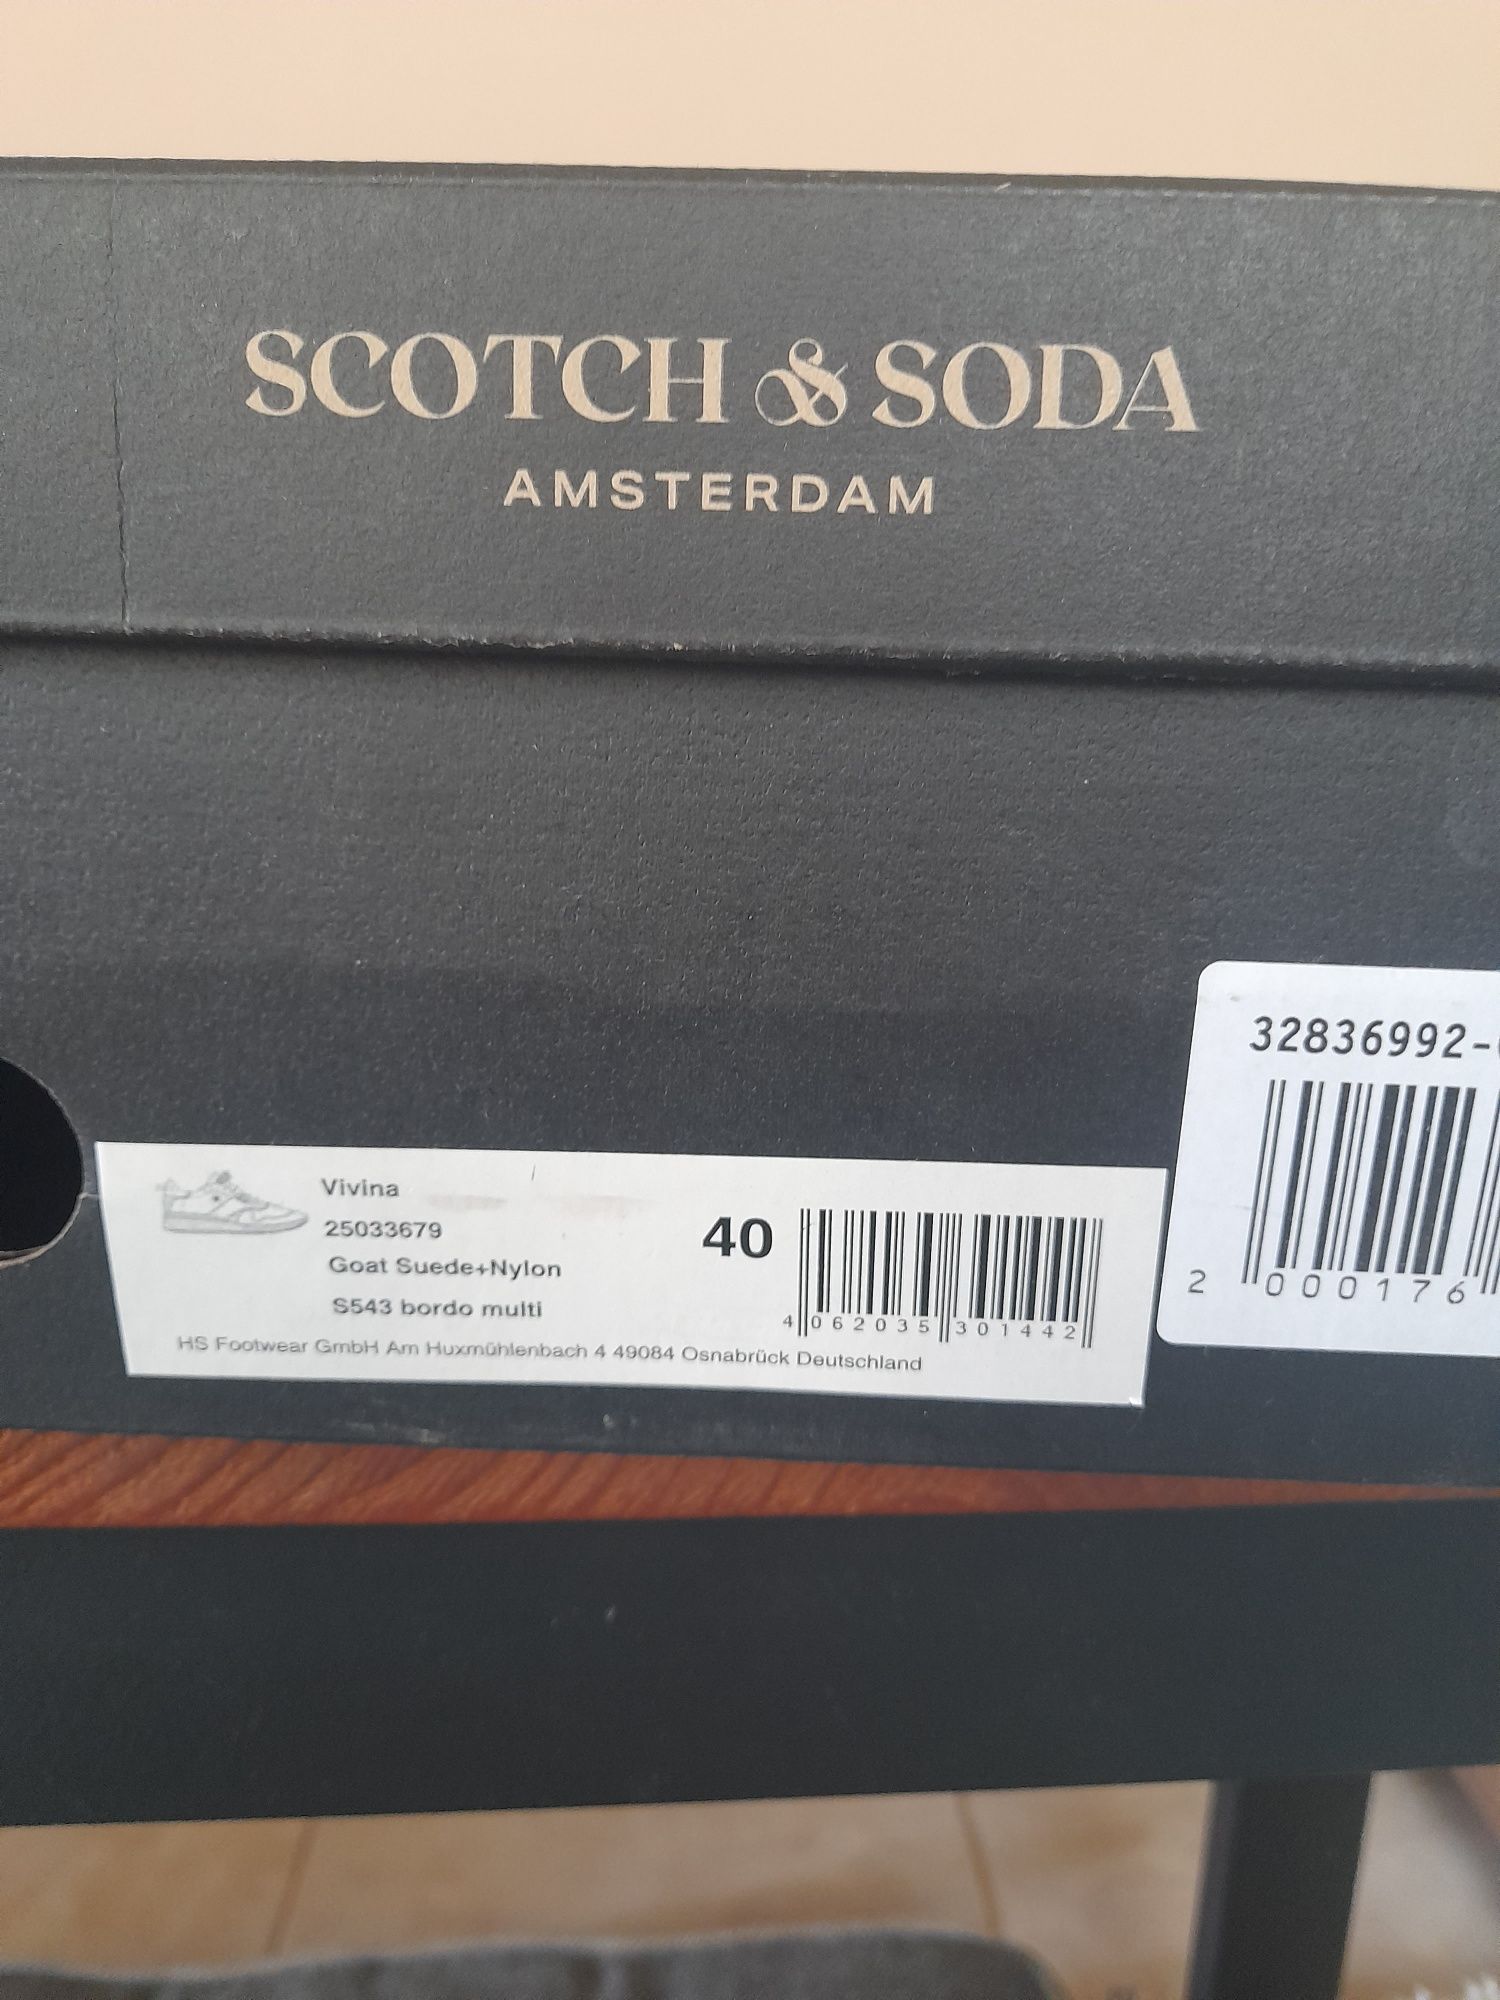 SCOTCH & SODA
AMSTERDAM
32836992-
2 000176
Vivina
25033679
Goat Suede+Nylon
S543 bordo multi
40
4 062035 301442
HS Footwear GmbH Am Huxmühlenbach 4 49084 Osnabrück Deutschland